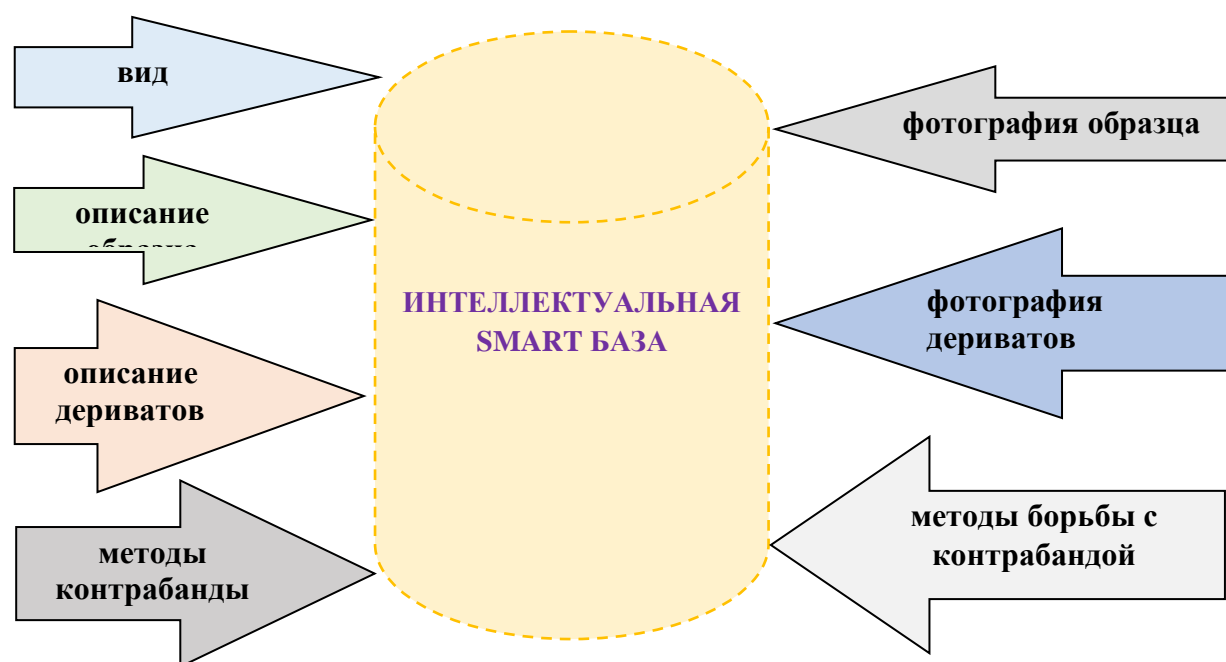 вид
описание
описание
дериватов
методы
контрабанды
ИНТЕЛЛЕКТУАЛЬНАЯ
SMART БАЗА
фотография образца
фотография
дериватов
методы борьбы с
контрабандой